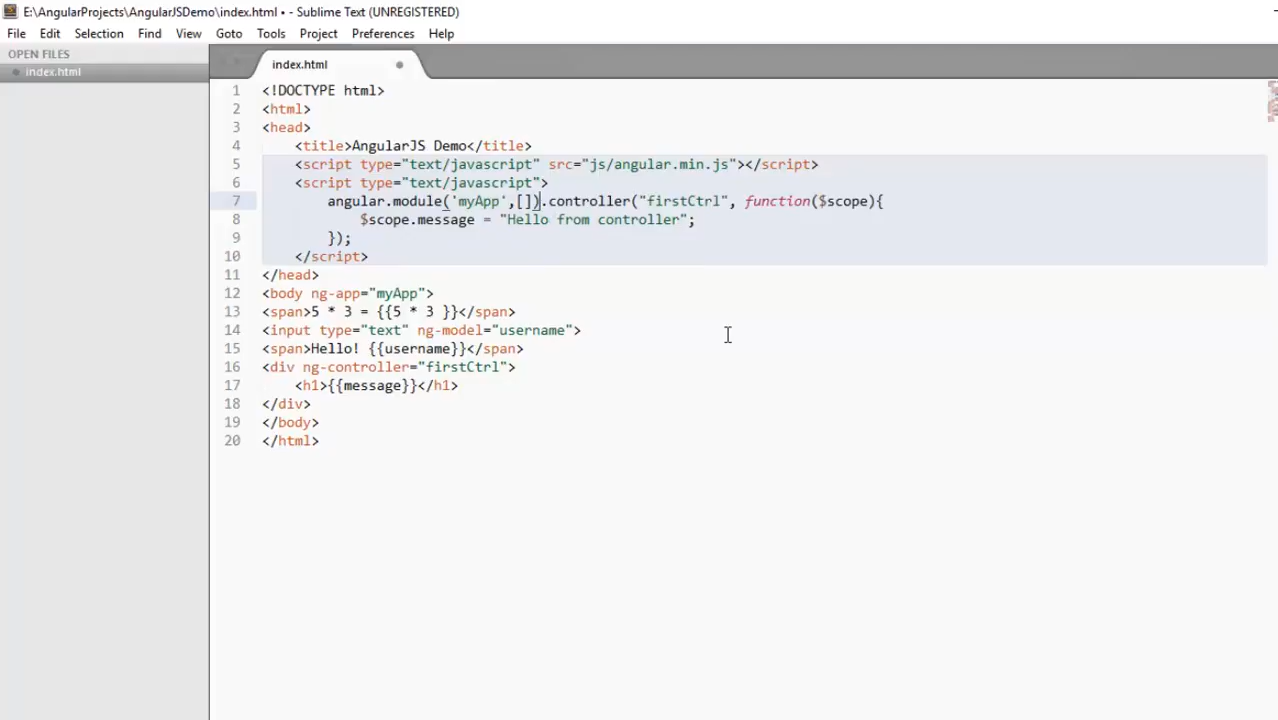 E:\AngularProjects\AngularJSDemo\index.html • - Sublime Text (UNREGISTERED)
File Edit Selection Find View Goto Tools Project Preferences Help
OPEN FILES
index.html
index.html
1 <!DOCTYPE html>
2 <html>
3 <head>
4     <title>AngularJS Demo</title>
5     <script type="text/javascript" src="js/angular.min.js"></script>
6     <script type="text/javascript">
7         angular.module('myApp',[]).controller("firstCtrl", function($scope){
8             $scope.message = "Hello from controller";
9         });
10     </script>
11 </head>
12 <body ng-app="myApp">
13 <span>5 * 3 = {{5 * 3 }}</span>
14 <input type="text" ng-model="username">
15 <span>Hello! {{username}}</span>
16 <div ng-controller="firstCtrl">
17     <h1>{{message}}</h1>
18 </div>
19 </body>
20 </html>